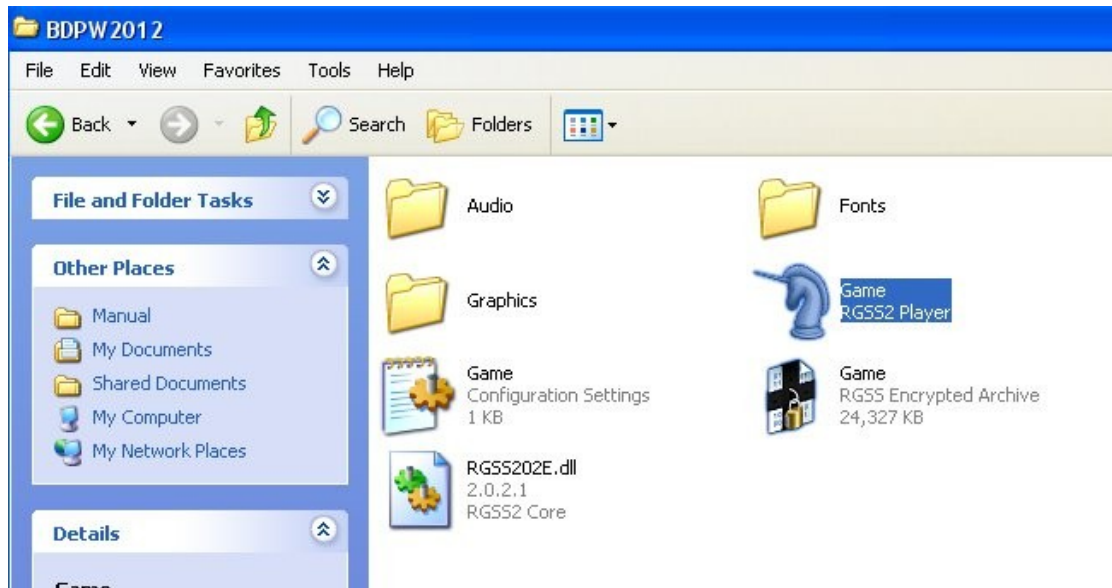 BDPW2012
File Edit View Favorites Tools Help
Back Search Folders
File and Folder Tasks
Other Places
Manual
My Documents
Shared Documents
My Computer
My Network Places
Details
Game
Audio
Fonts
Graphics
Game
RGSS2 Player
Game
Configuration Settings
1 KB
Game
RGSS Encrypted Archive
24,327 KB
RGSS202E.dll
2.0.2.1
RGSS2 Core